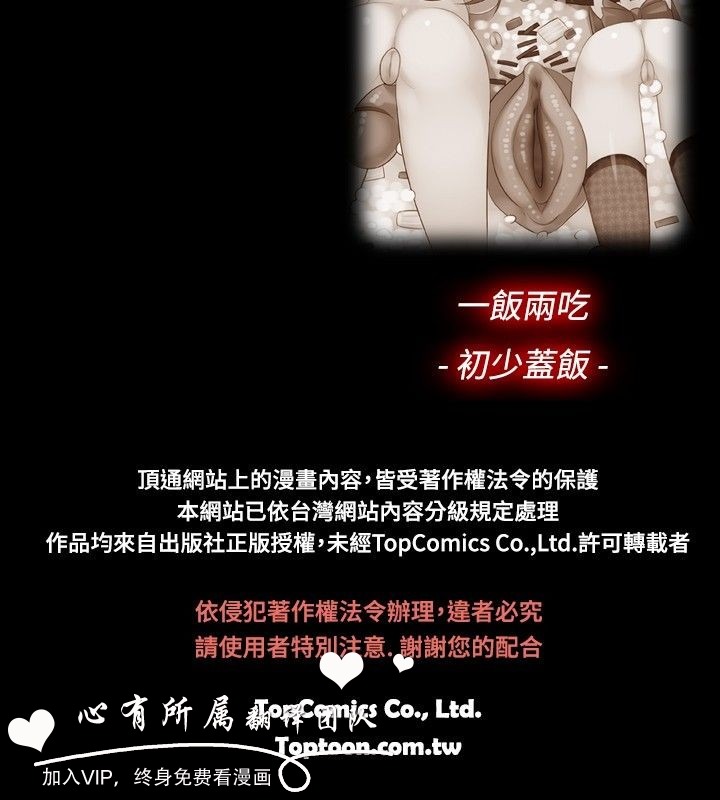 一飯兩吃
- 初少蓋飯 -
頂通網站上的漫畫內容，皆受著作權法令的保護
本網站已依台灣網站內容分級規定處理
作品均來自出版社正版授權，未經TopComics Co.,Ltd.許可轉載者
依侵犯著作權法令辦理，違者必究
請使用者特別注意. 謝謝您的配合
TopComics Co., Ltd.
心有所属翻译团队
Toptoon.com.tw
加入VIP，终身免费看漫画